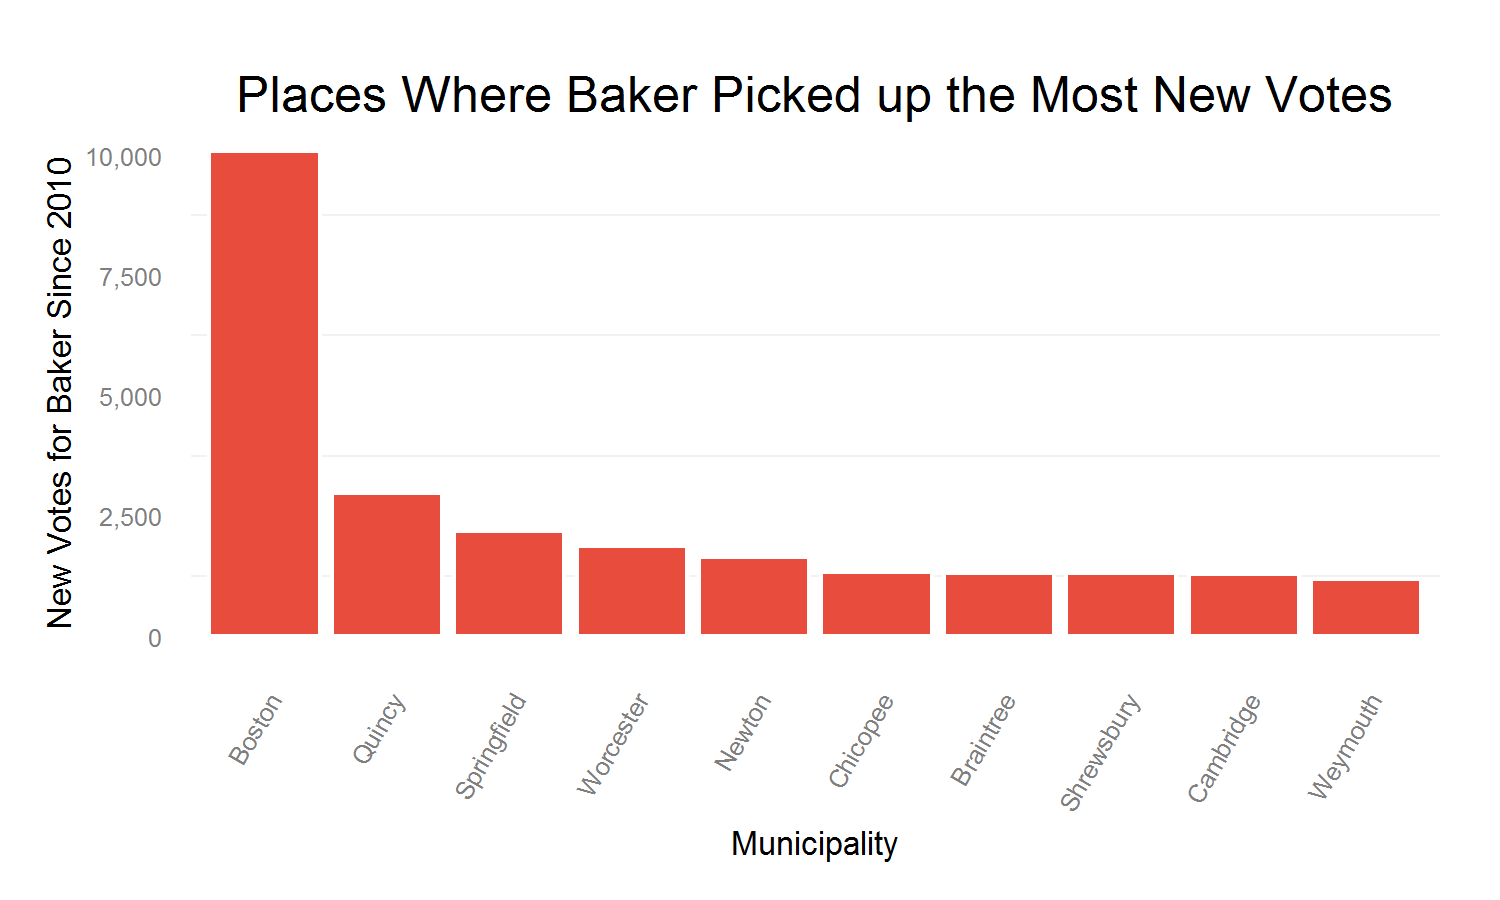 Places Where Baker Picked up the Most New Votes
New Votes for Baker Since 2010
10,000
7,500
5,000
2,500
0
Boston
Quincy
Springfield
Worcester
Newton
Chicopee
Braintree
Shrewsbury
Cambridge
Weymouth
Municipality